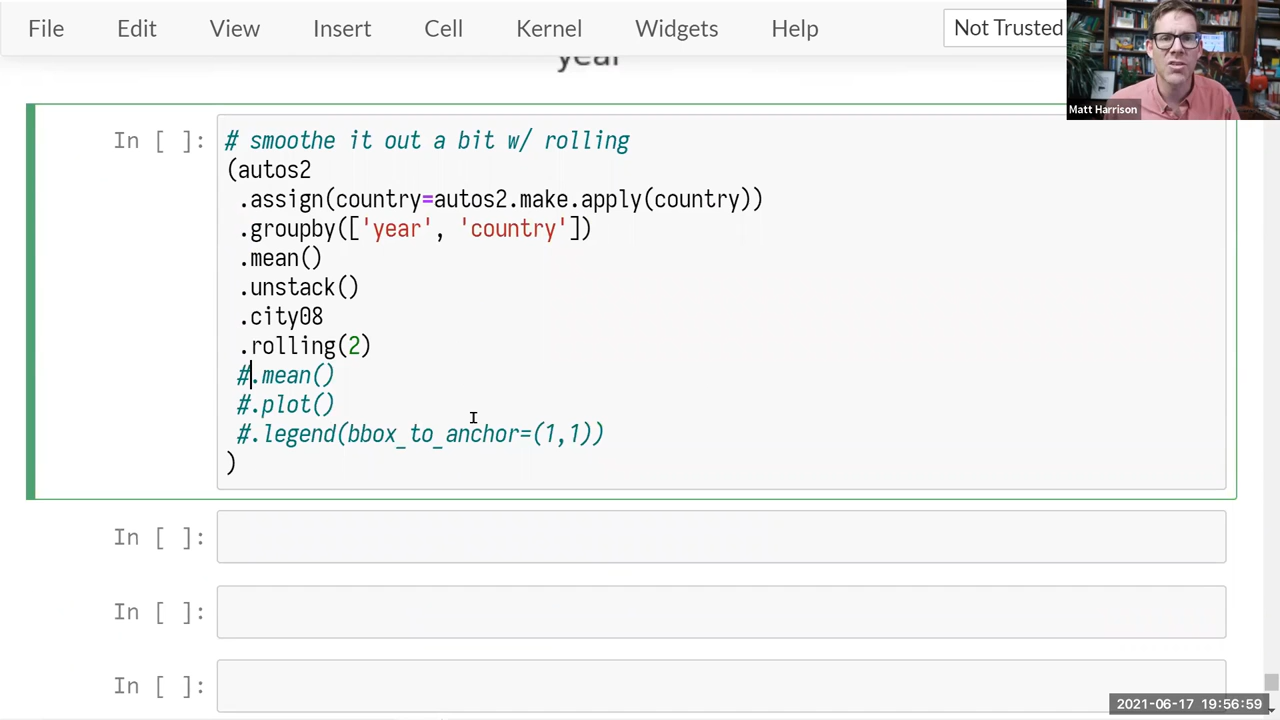 File Edit View Insert Cell Kernel Widgets Help Not Trusted
Matt Harrison
year
In [ ]: # smoothe it out a bit w/ rolling
(autos2
.assign(country=autos2.make.apply(country))
.groupby(['year', 'country'])
.mean()
.unstack()
.city08
.rolling(2)
#.mean()
#.plot()
#.legend(bbox_to_anchor=(1,1))
)
In [ ]:
In [ ]:
In [ ]:
2021-06-17 19:56:59